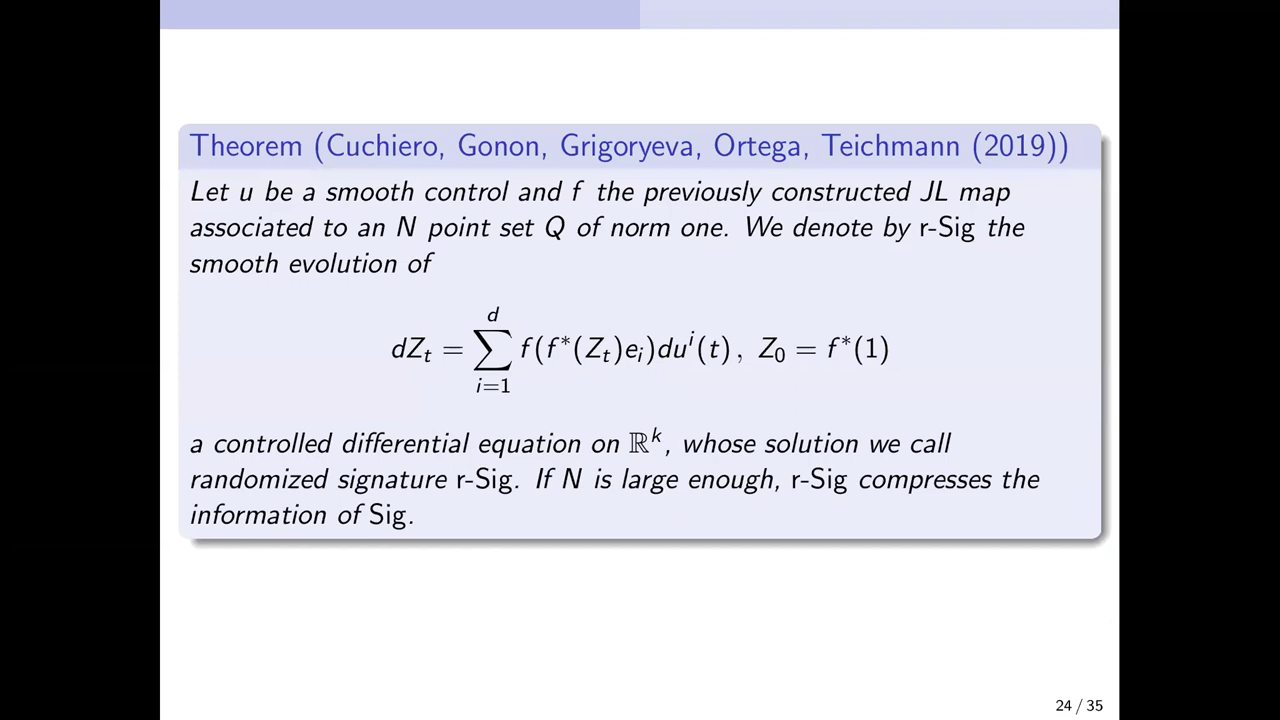 Theorem (Cuchiero, Gonon, Grigoryeva, Ortega, Teichmann (2019))
Let u be a smooth control and f the previously constructed JL map
associated to an N point set Q of norm one. We denote by r-Sig the
smooth evolution of
dZ_t = \sum_{i=1}^{d} f(f^*(Z_t)e_i)du^i(t) , Z_0 = f^*(1)
a controlled differential equation on ℝ^k, whose solution we call
randomized signature r-Sig. If N is large enough, r-Sig compresses the
information of Sig.
24 / 35